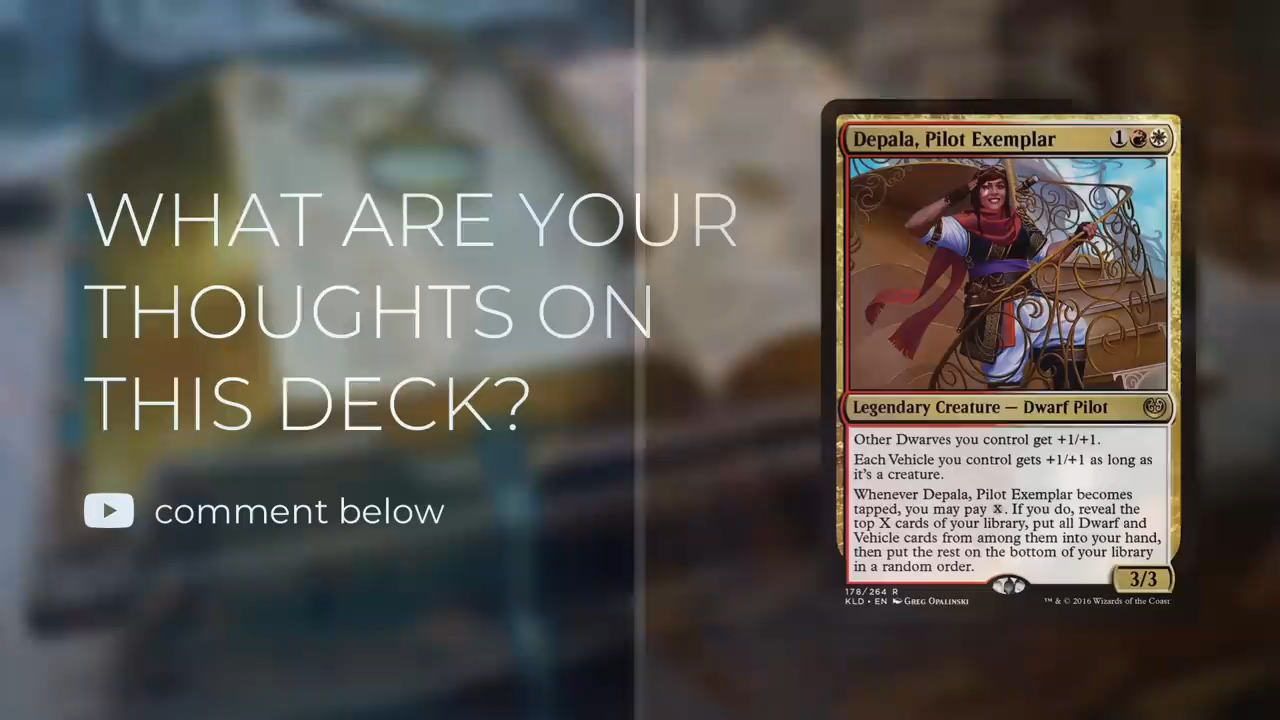 WHAT ARE YOUR
THOUGHTS ON
THIS DECK?
comment below
Depala, Pilot Exemplar 1
Legendary Creature — Dwarf Pilot
Other Dwarves you control get +1/+1.
Each Vehicle you control gets +1/+1 as long as
it's a creature.
Whenever Depala, Pilot Exemplar becomes
tapped, you may pay X. If you do, reveal the
top X cards of your library, put all Dwarf and
Vehicle cards from among them into your hand,
then put the rest on the bottom of your library
in a random order.
3/3
178/264 R
KLD • EN Greg Opalinski
™ & © 2016 Wizards of the Coast